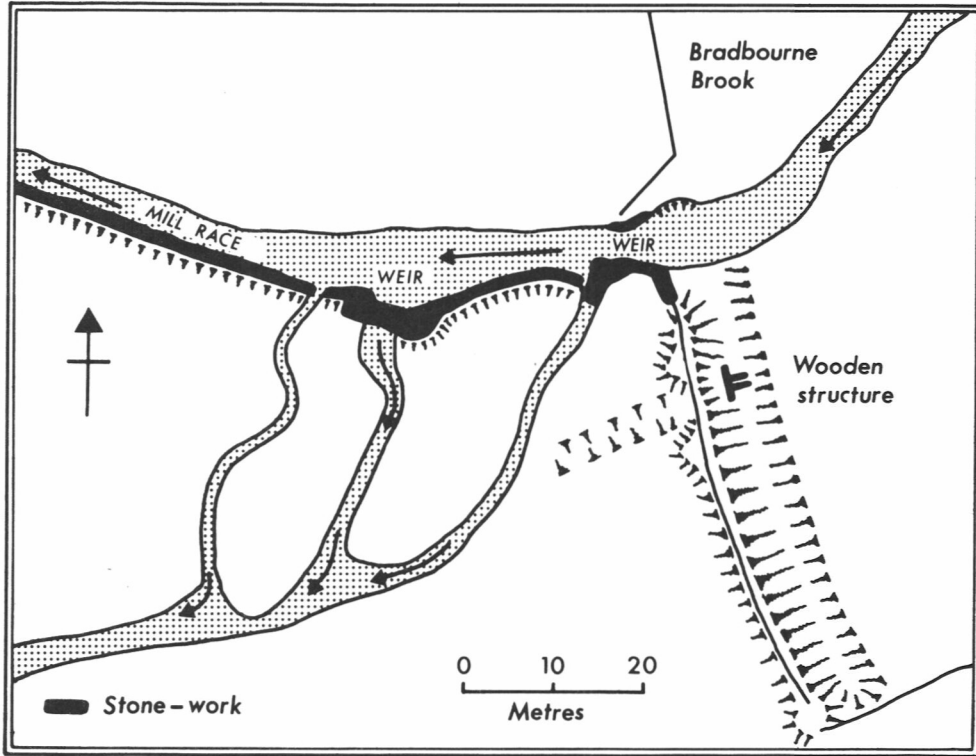 Bradbourne
Brook
MILL RACE
WEIR
WEIR
Wooden
structure
0 10 20
Metres
Stone-work